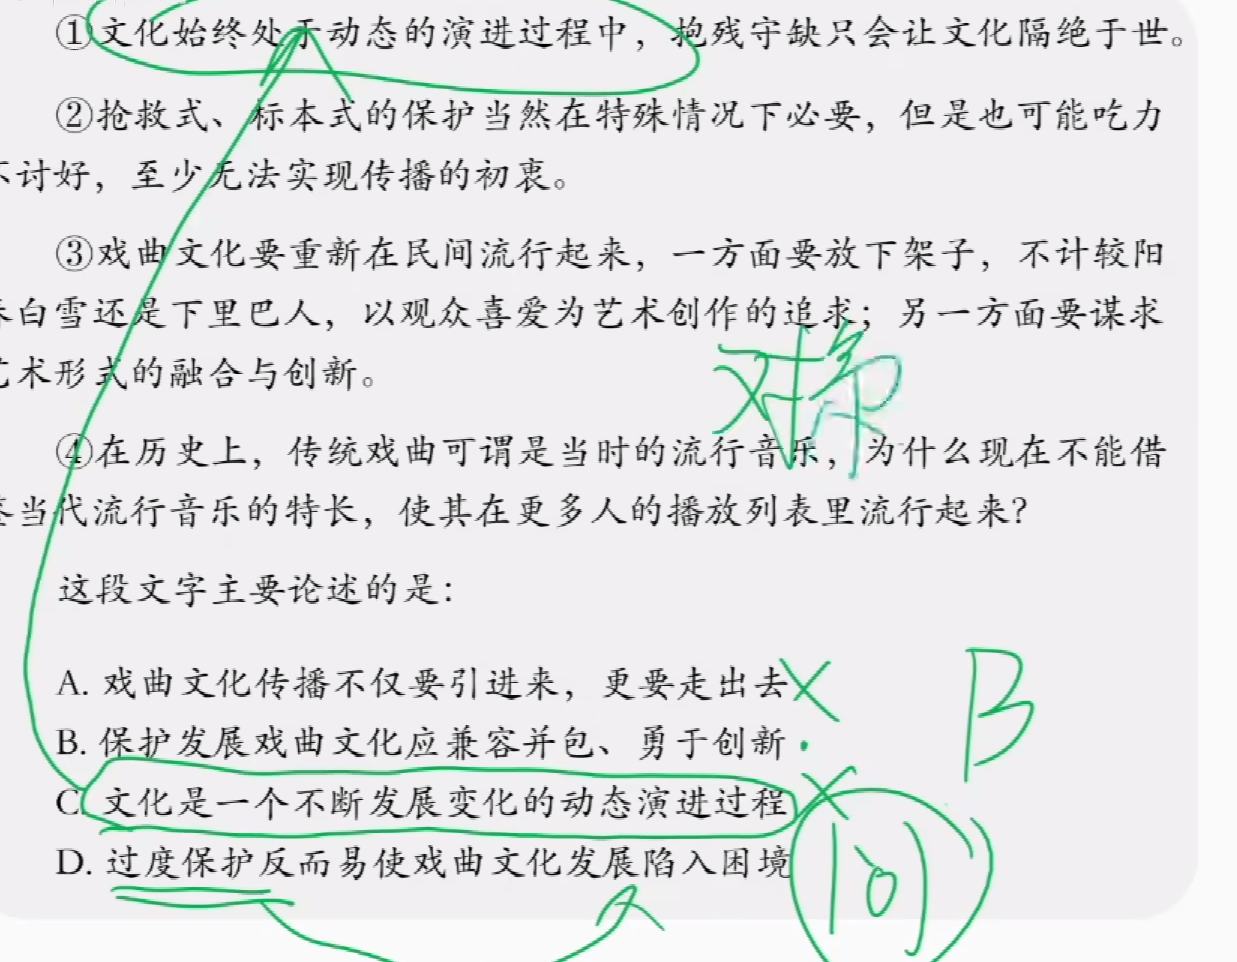 ①文化始终处于动态的演进过程中，抱残守缺只会让文化隔绝于世。
②抢救式、标本式的保护当然在特殊情况下必要，但是也可能吃力
不讨好，至少无法实现传播的初衷。
③戏曲文化要重新在民间流行起来，一方面要放下架子，不计较阳
春白雪还是下里巴人，以观众喜爱为艺术创作的追求；另一方面要谋求
艺术形式的融合与创新。
④在历史上，传统戏曲可谓是当时的流行音乐，为什么现在不能借
鉴当代流行音乐的特长，使其在更多人的播放列表里流行起来？
这段文字主要论述的是：
A. 戏曲文化传播不仅要引进来，更要走出去
B. 保护发展戏曲文化应兼容并包、勇于创新
B
C. 文化是一个不断发展变化的动态演进过程
D. 过度保护反而易使戏曲文化发展陷入困境